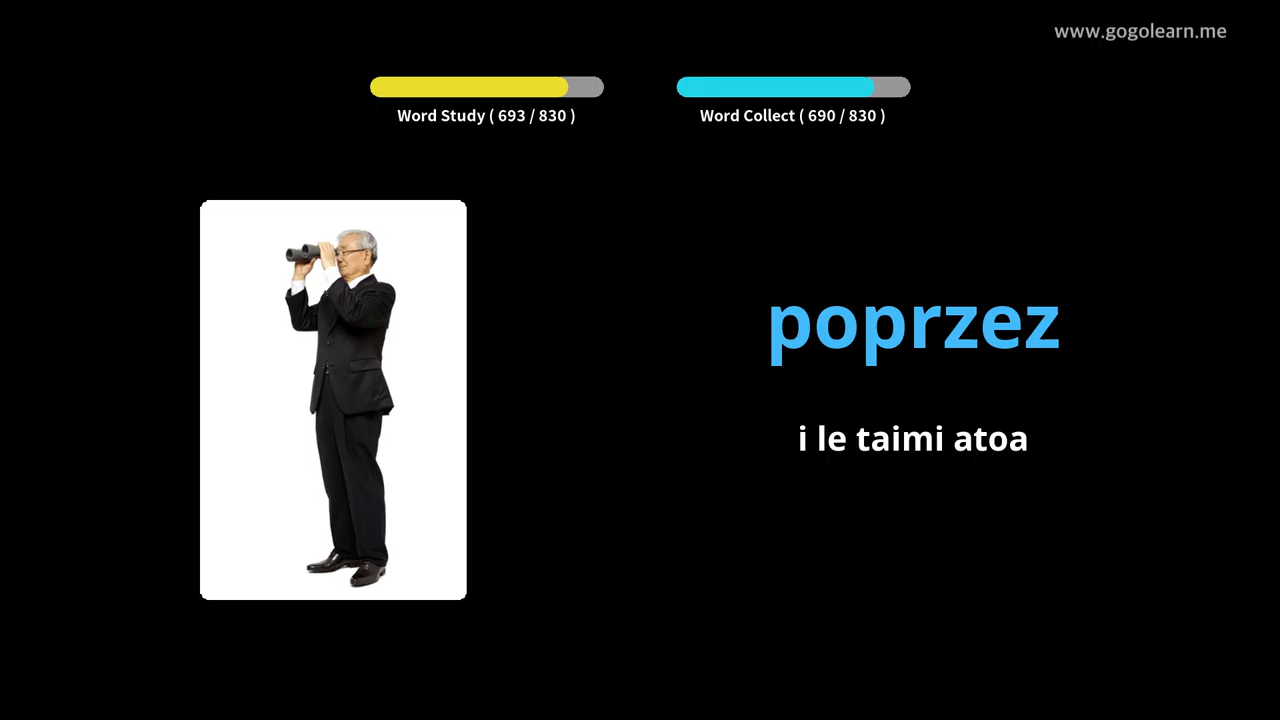 www.gogolearn.me
Word Study ( 693 / 830 )
Word Collect ( 690 / 830 )
poprzez
i le taimi atoa